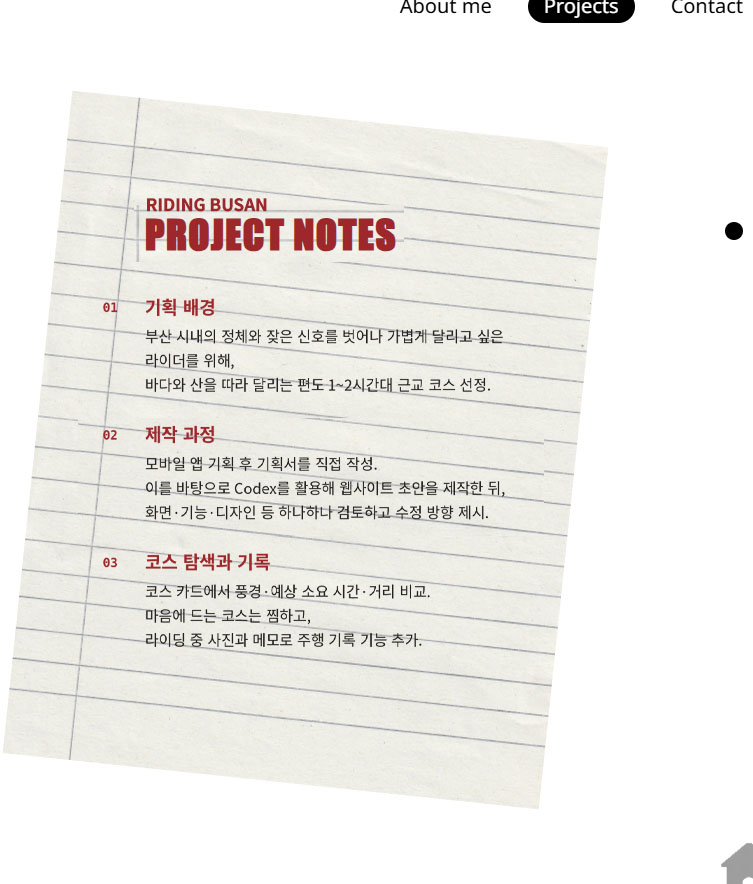 About me
Projects
Contact
RIDING BUSAN
PROJECT NOTES
01 기획 배경
부산 시내의 정체와 잦은 신호를 벗어나 가볍게 달리고 싶은
라이더를 위해,
바다와 산을 따라 달리는 편도 1~2시간대 근교 코스 선정.
02 제작 과정
모바일 앱 기획 후 기획서를 직접 작성.
이를 바탕으로 Codex를 활용해 웹사이트 초안을 제작한 뒤,
화면·기능·디자인 등 하나하나 검토하고 수정 방향 제시.
03 코스 탐색과 기록
코스 카드에서 풍경·예상 소요 시간·거리 비교.
마음에 드는 코스는 찜하고,
라이딩 중 사진과 메모로 주행 기록 기능 추가.